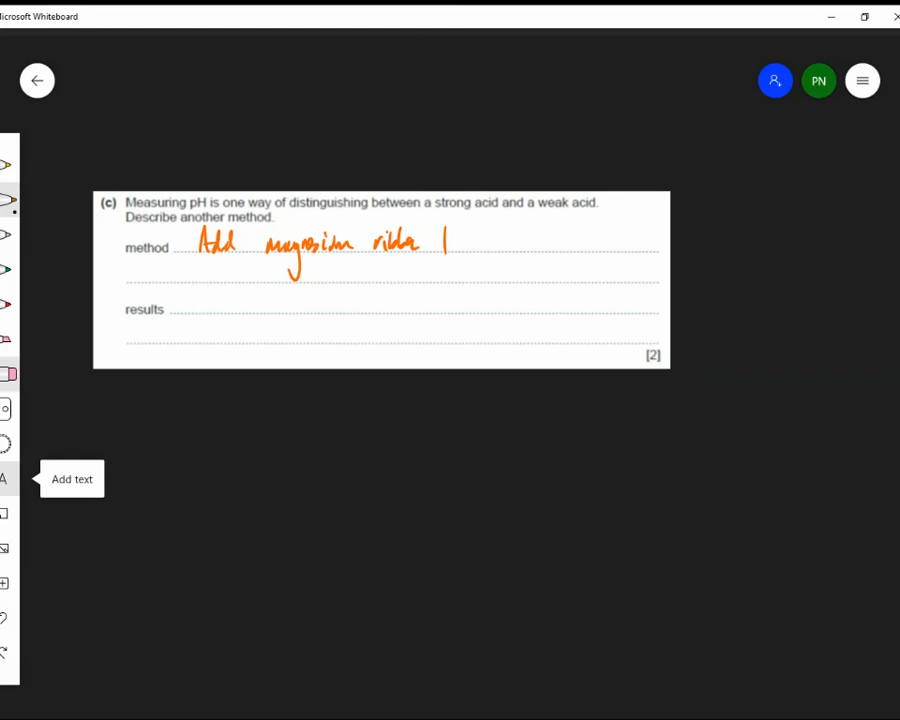 Microsoft Whiteboard
PN
(c) Measuring pH is one way of distinguishing between a strong acid and a weak acid.
Describe another method.
method Add magnesium ribbon
results
[2]
Add text